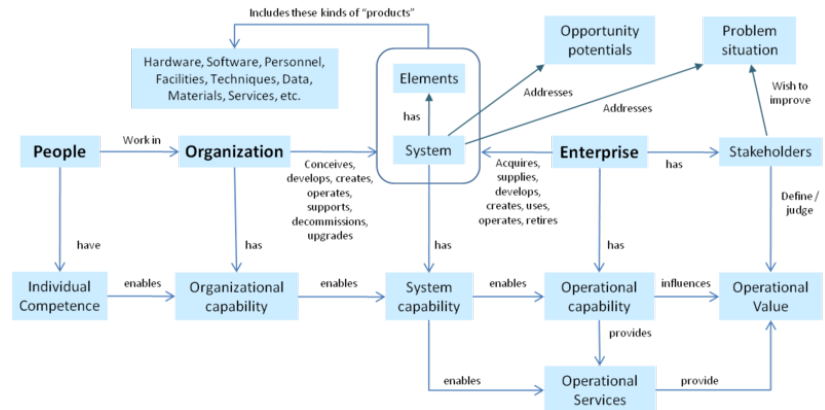 Includes these kinds of “products”
Hardware, Software, Personnel,
Facilities, Techniques, Data,
Materials, Services, etc.
Elements
Opportunity
potentials
Problem
situation
has
Addresses
Addresses
Wish to
improve
People
Work in
Organization
Conceives,
develops, creates,
operates,
supports,
decommissions,
upgrades
System
Acquires,
supplies,
develops,
creates, uses,
operates, retires
Enterprise
has
Stakeholders
Define /
judge
have
has
has
has
Individual
Competence
enables
Organizational
capability
enables
System
capability
enables
Operational
capability
influences
Operational
Value
provides
enables
Operational
Services
provide